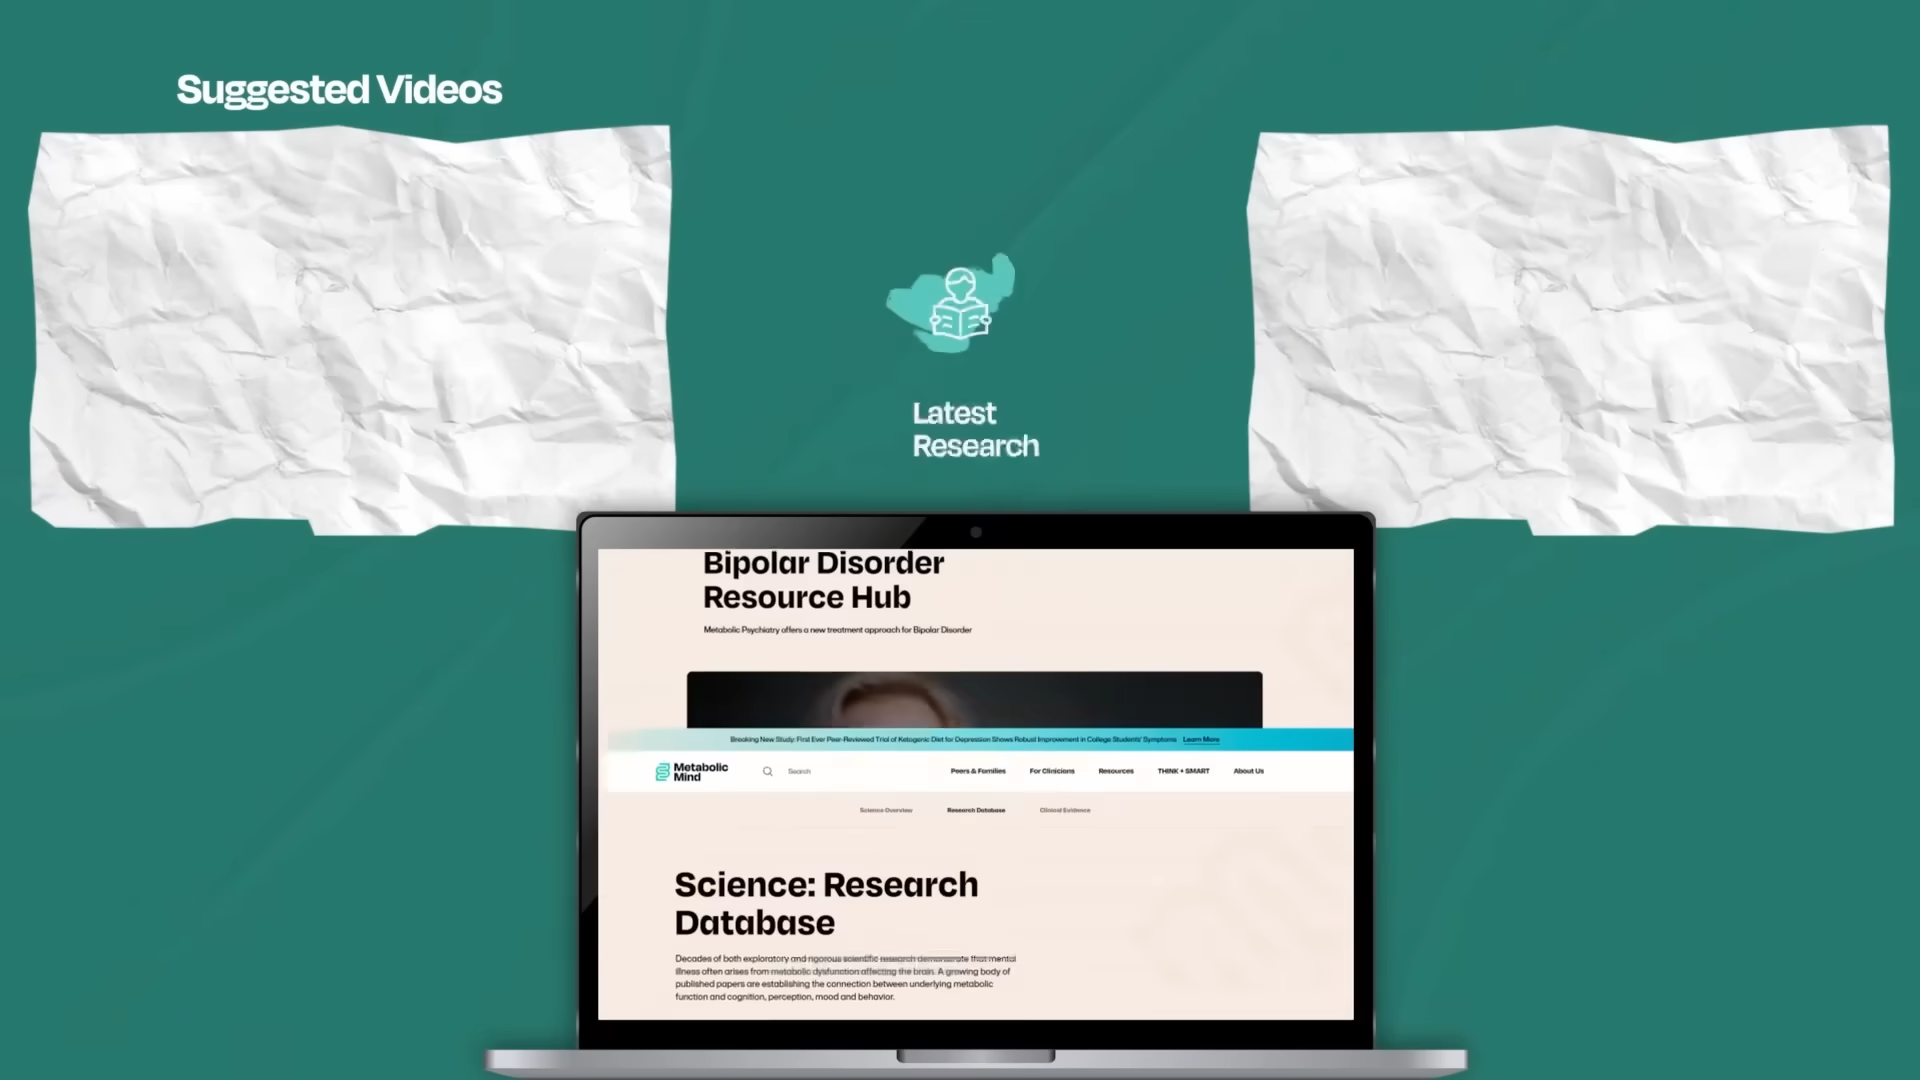 Suggested Videos
Latest
Research
Bipolar Disorder
Resource Hub
Metabolic Psychiatry offers a new treatment approach for Bipolar Disorder
Breaking New Study: First Ever Peer-Reviewed Trial of Ketogenic Diet for Depression Shows Robust Improvement in College Students' Symptoms Learn More
Metabolic
Mind
Search
Peers & Families For Clinicians Resources THINK + SMART About Us
Science Overview Research Database Clinical Evidence
Science: Research
Database
Decades of both exploratory and rigorous scientific research demonstrate that mental
illness often arises from metabolic dysfunction affecting the brain. A growing body of
published papers are establishing the connection between underlying metabolic
function and cognition, perception, mood and behavior.